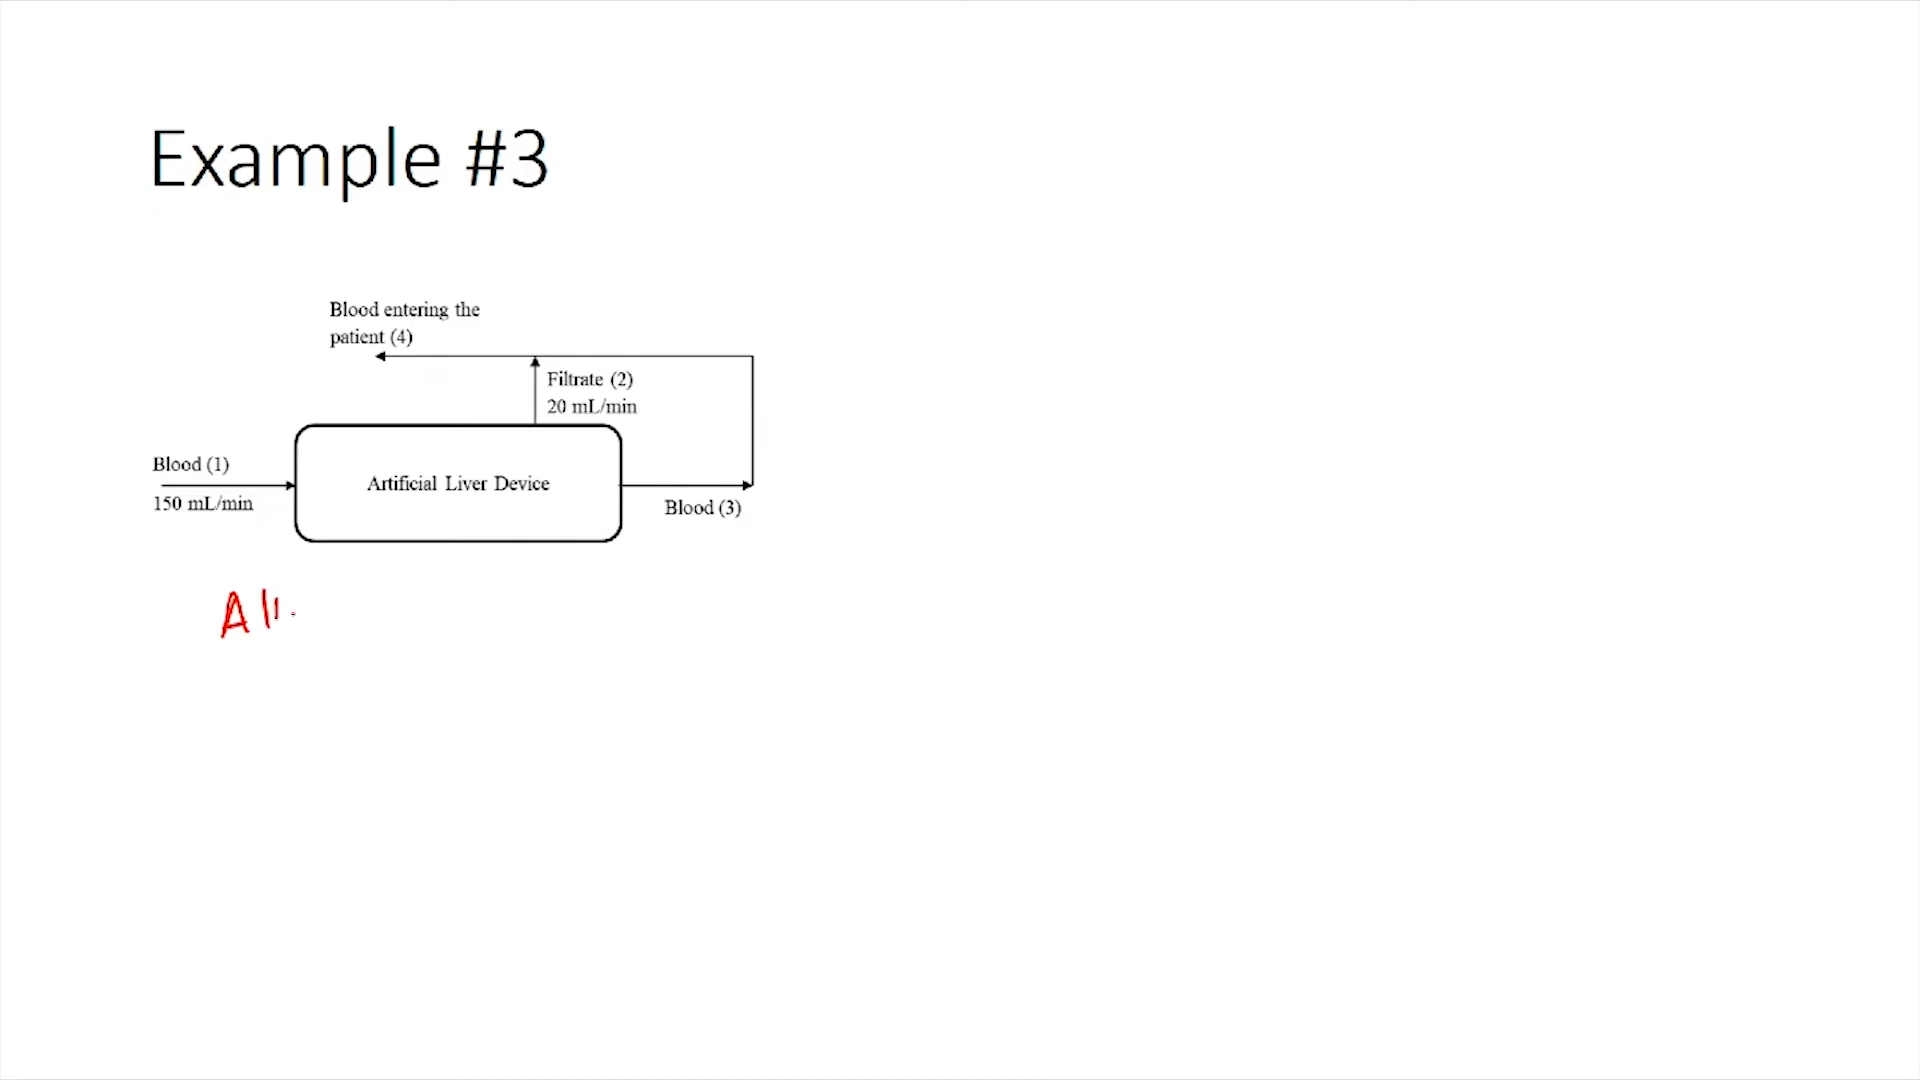 Example #3
Blood entering the
patient (4)
Filtrate (2)
20 mL/min
Blood (1)
150 mL/min
Artificial Liver Device
Blood (3)